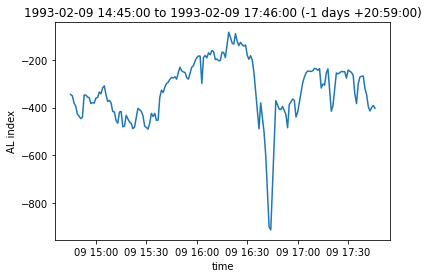 1993-02-09 14:45:00 to 1993-02-09 17:46:00 (-1 days +20:59:00)
−200
−400
−600
−800
AL index
09 15:00 09 15:30 09 16:00 09 16:30 09 17:00 09 17:30
time